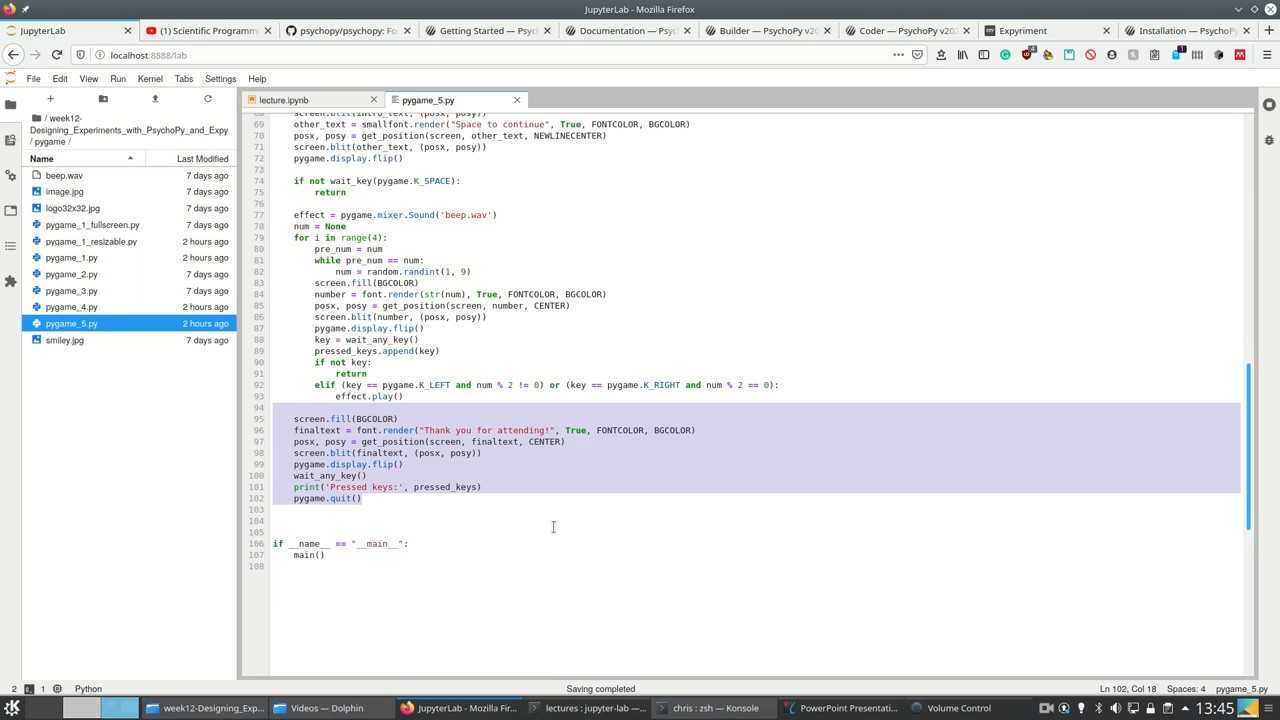 JupyterLab - Mozilla Firefox
JupyterLab
(1) Scientific Programm
psychopy/psychopy: For
Getting Started — Psyc
Documentation — Psych
Builder — PsychoPy v20
Coder — PsychoPy v202
Expyriment
Installation — PsychoPy
localhost:8888/lab
File Edit View Run Kernel Tabs Settings Help
lecture.ipynb
pygame_5.py
/ week12-
Designing_Experiments_with_PsychoPy_and_Expy
/ pygame /
Name Last Modified
beep.wav 7 days ago
image.jpg 7 days ago
logo32x32.jpg 7 days ago
pygame_1_fullscreen.py 7 days ago
pygame_1_resizable.py 2 hours ago
pygame_1.py 2 hours ago
pygame_2.py 7 days ago
pygame_3.py 7 days ago
pygame_4.py 2 hours ago
pygame_5.py 2 hours ago
smiley.jpg 7 days ago
68 screen.blit(intro_text, (posx, posy))
69 other_text = smallfont.render("Space to continue", True, FONTCOLOR, BGCOLOR)
70 posx, posy = get_position(screen, other_text, NEWLINECENTER)
71 screen.blit(other_text, (posx, posy))
72 pygame.display.flip()
73
74 if not wait_key(pygame.K_SPACE):
75 return
76
77 effect = pygame.mixer.Sound('beep.wav')
78 num = None
79 for i in range(4):
80 pre_num = num
81 while pre_num == num:
82 num = random.randint(1, 9)
83 screen.fill(BGCOLOR)
84 number = font.render(str(num), True, FONTCOLOR, BGCOLOR)
85 posx, posy = get_position(screen, number, CENTER)
86 screen.blit(number, (posx, posy))
87 pygame.display.flip()
88 key = wait_any_key()
89 pressed_keys.append(key)
90 if not key:
91 return
92 elif (key == pygame.K_LEFT and num % 2 != 0) or (key == pygame.K_RIGHT and num % 2 == 0):
93 effect.play()
94
95 screen.fill(BGCOLOR)
96 finaltext = font.render("Thank you for attending!", True, FONTCOLOR, BGCOLOR)
97 posx, posy = get_position(screen, finaltext, CENTER)
98 screen.blit(finaltext, (posx, posy))
99 pygame.display.flip()
100 wait_any_key()
101 print('Pressed keys:', pressed_keys)
102 pygame.quit()
103
104
105
106 if __name__ == "__main__":
107 main()
108
2 1 Python Saving completed Ln 102, Col 18 Spaces: 4 pygame_5.py
week12-Designing_Exp...
Videos — Dolphin
JupyterLab - Mozilla Fir...
lectures : jupyter-lab —...
chris : zsh — Konsole
PowerPoint Presentati...
Volume Control
13:45